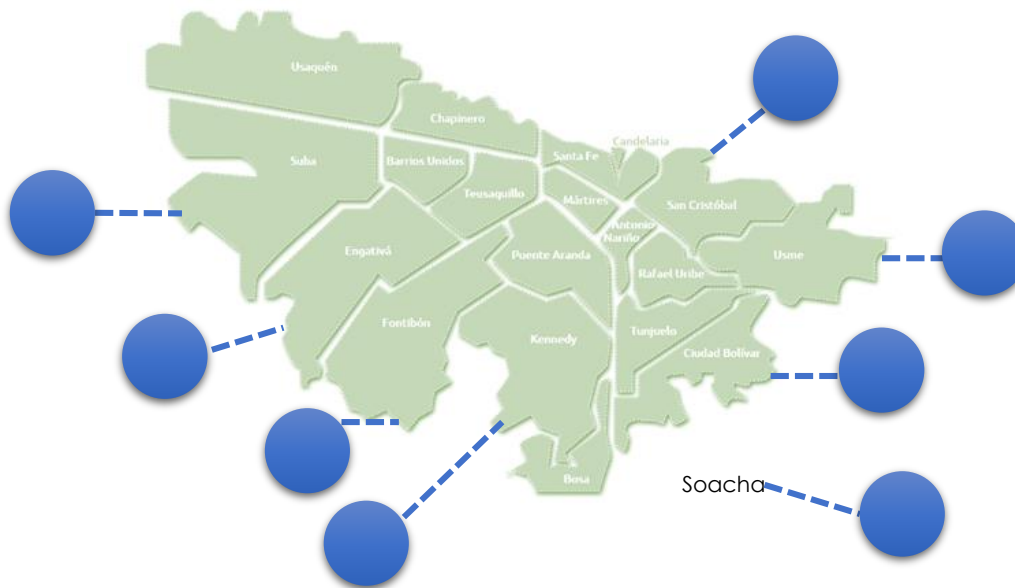 Usaquén
Chapinero
Candelaria
Suba
Barrios Unidos
Santa Fe
Teusaquillo
Mártires
San Cristóbal
Antonio
Nariño
Engativá
Puente Aranda
Usme
Rafael Uribe
Fontibón
Tunjuelo
Kennedy
Ciudad Bolívar
Bosa
Soacha